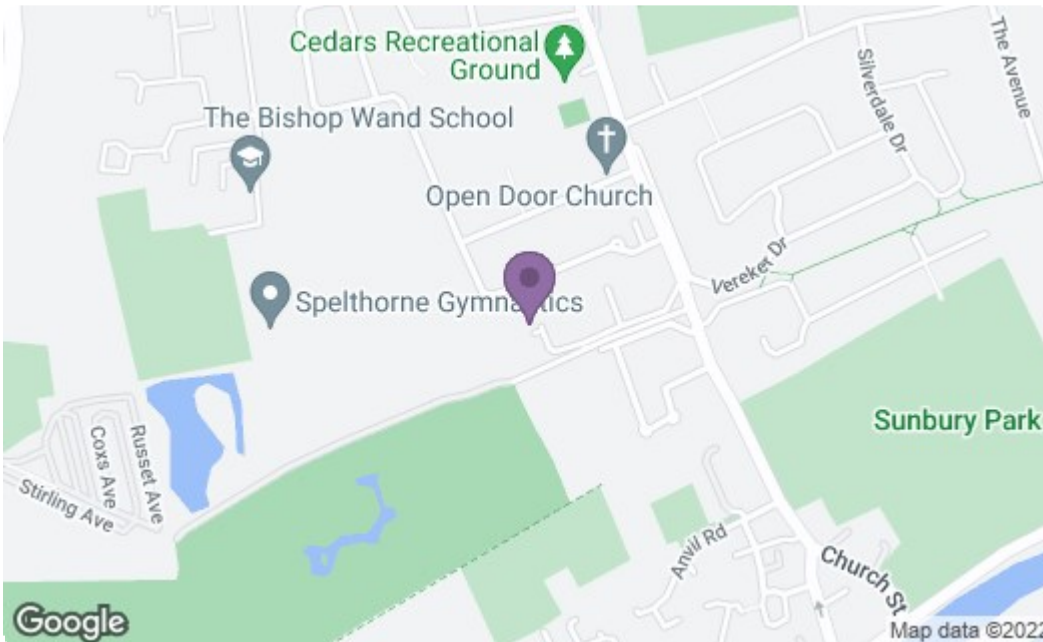 Cedars Recreational
Ground
The Avenue
Silverdale Dr
The Bishop Wand School
Open Door Church
Vereker Dr
Spelthorne Gymnastics
Sunbury Park
Russet Ave
Coxs Ave
Stirling Ave
Anvil Rd
Church St
Google
Map data ©2022